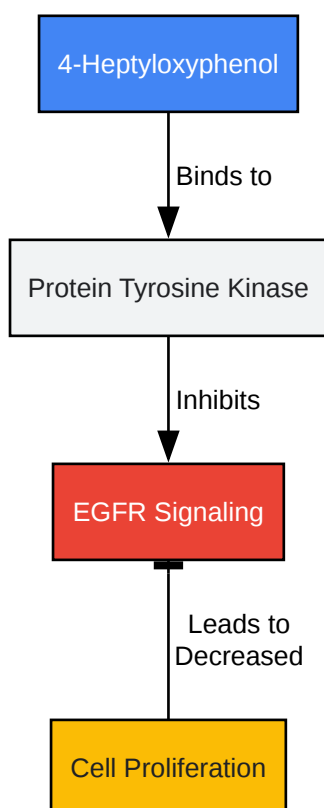 4-Heptyloxyphenol
Binds to
Protein Tyrosine Kinase
Inhibits
EGFR Signaling
Leads to
Decreased
Cell Proliferation